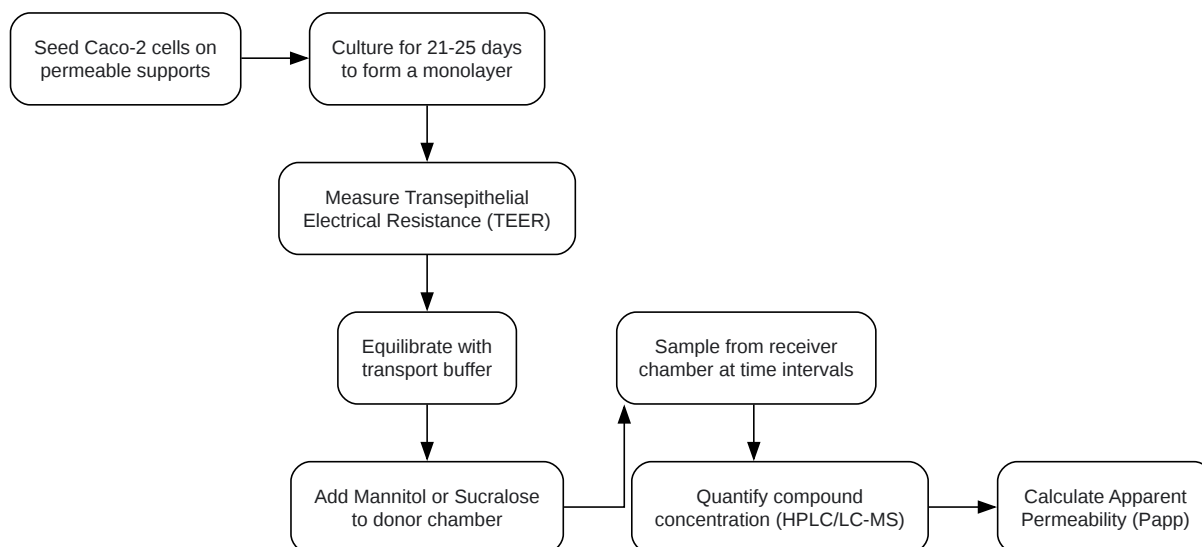 Seed Caco-2 cells on
permeable supports
Culture for 21-25 days
to form a monolayer
Measure Transepithelial
Electrical Resistance (TEER)
Equilibrate with
transport buffer
Add Mannitol or Sucralose
to donor chamber
Sample from receiver
chamber at time intervals
Quantify compound
concentration (HPLC/LC-MS)
Calculate Apparent
Permeability (Papp)